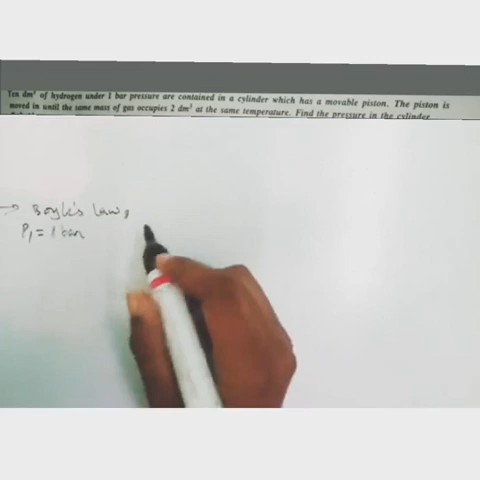 Ten dm³ of hydrogen under 1 bar pressure are contained in a cylinder which has a movable piston. The piston is
moved in until the same mass of gas occupies 2 dm³ at the same temperature. Find the pressure in the cylinder
→ Boyle's Law,
P₁ = 1 bar